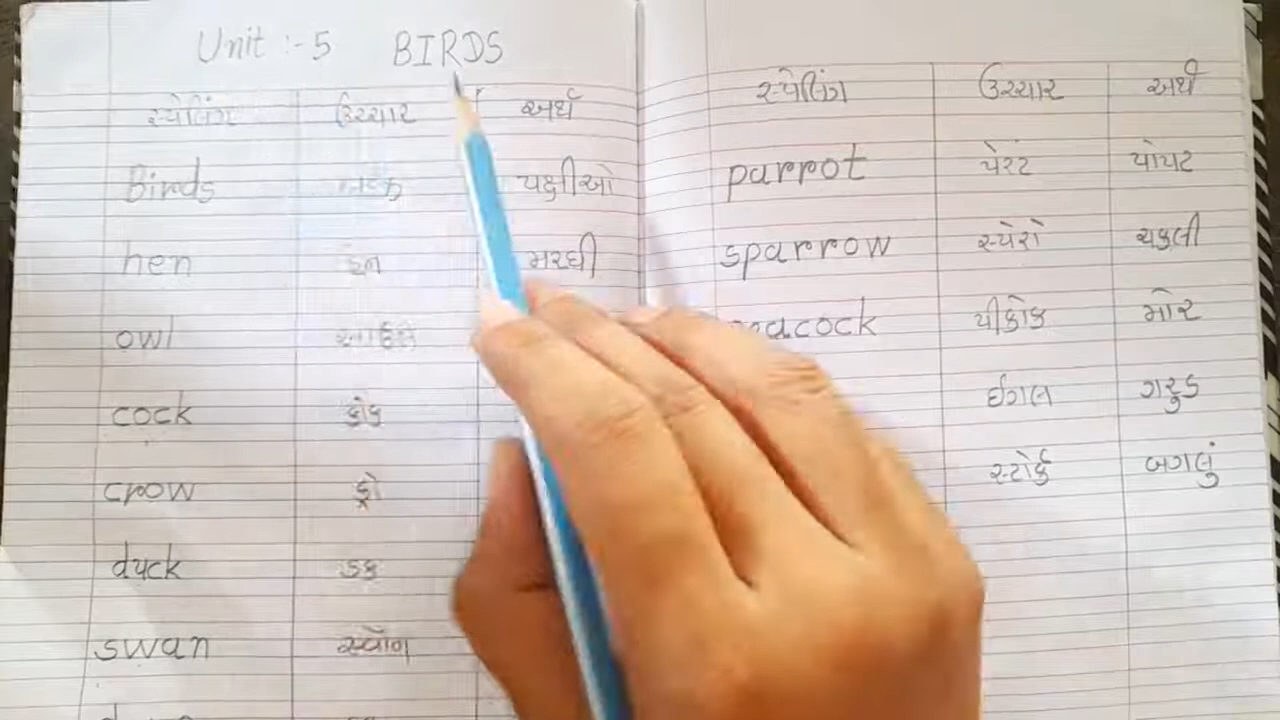 Unit :- 5 BIRDS
સ્પેલિંગ ઉચ્ચાર અર્થ
Birds પક્ષીઓ
hen હેન મરઘી
owl
cock કોક
crow ક્રો
duck ડક
swan સ્વોન
સ્પેલિંગ ઉચ્ચાર અર્થ
parrot પેરટ પોપટ
sparrow સ્પેરો ચકલી
પીકોક મોર
ઈગલ ગરુડ
સ્ટોર્ક બગલું